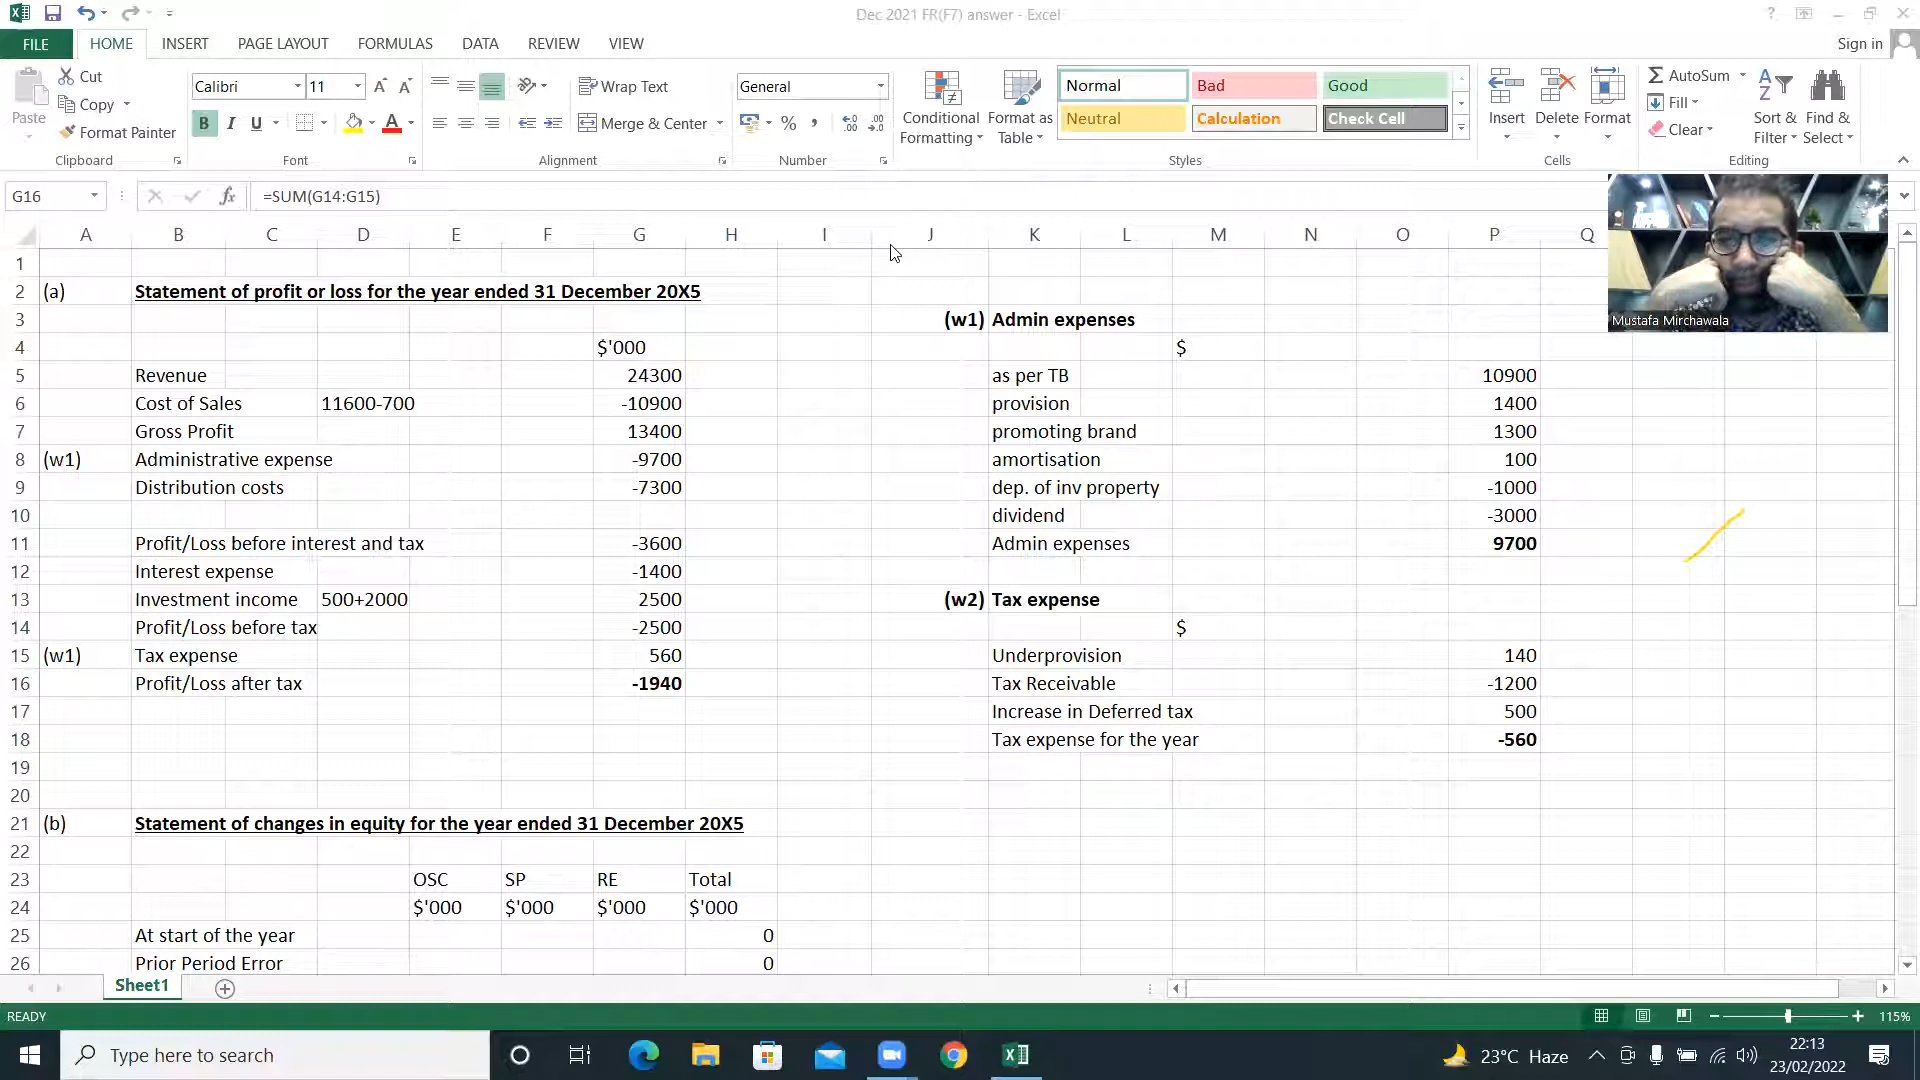 Dec 2021 FR(F7) answer - Excel
?
FILE HOME INSERT PAGE LAYOUT FORMULAS DATA REVIEW VIEW Sign in
Paste Cut Copy Format Painter
Calibri 11
B I U
Wrap Text
Merge & Center
General
%
Conditional Formatting
Format as Table
Normal Bad Good
Neutral Calculation Check Cell
Insert Delete Format
AutoSum Fill Clear
Sort & Filter
Find & Select
Clipboard Font Alignment Number Styles Cells Editing
G16 fx =SUM(G14:G15)
A B C D E F G H I J K L M N O P Q
Mustafa Mirchawala
1
2 (a) Statement of profit or loss for the year ended 31 December 20X5
3 (w1) Admin expenses
4 $'000 $
5 Revenue 24300 as per TB 10900
6 Cost of Sales 11600-700 -10900 provision 1400
7 Gross Profit 13400 promoting brand 1300
8 (w1) Administrative expense -9700 amortisation 100
9 Distribution costs -7300 dep. of inv property -1000
10 dividend -3000
11 Profit/Loss before interest and tax -3600 Admin expenses 9700
12 Interest expense -1400
13 Investment income 500+2000 2500 (w2) Tax expense
14 Profit/Loss before tax -2500 $
15 (w1) Tax expense 560 Underprovision 140
16 Profit/Loss after tax -1940 Tax Receivable -1200
17 Increase in Deferred tax 500
18 Tax expense for the year -560
19
20
21 (b) Statement of changes in equity for the year ended 31 December 20X5
22
23 OSC SP RE Total
24 $'000 $'000 $'000 $'000
25 At start of the year 0
26 Prior Period Error 0
Sheet1
READY 115%
Type here to search
23°C Haze
22:13
23/02/2022